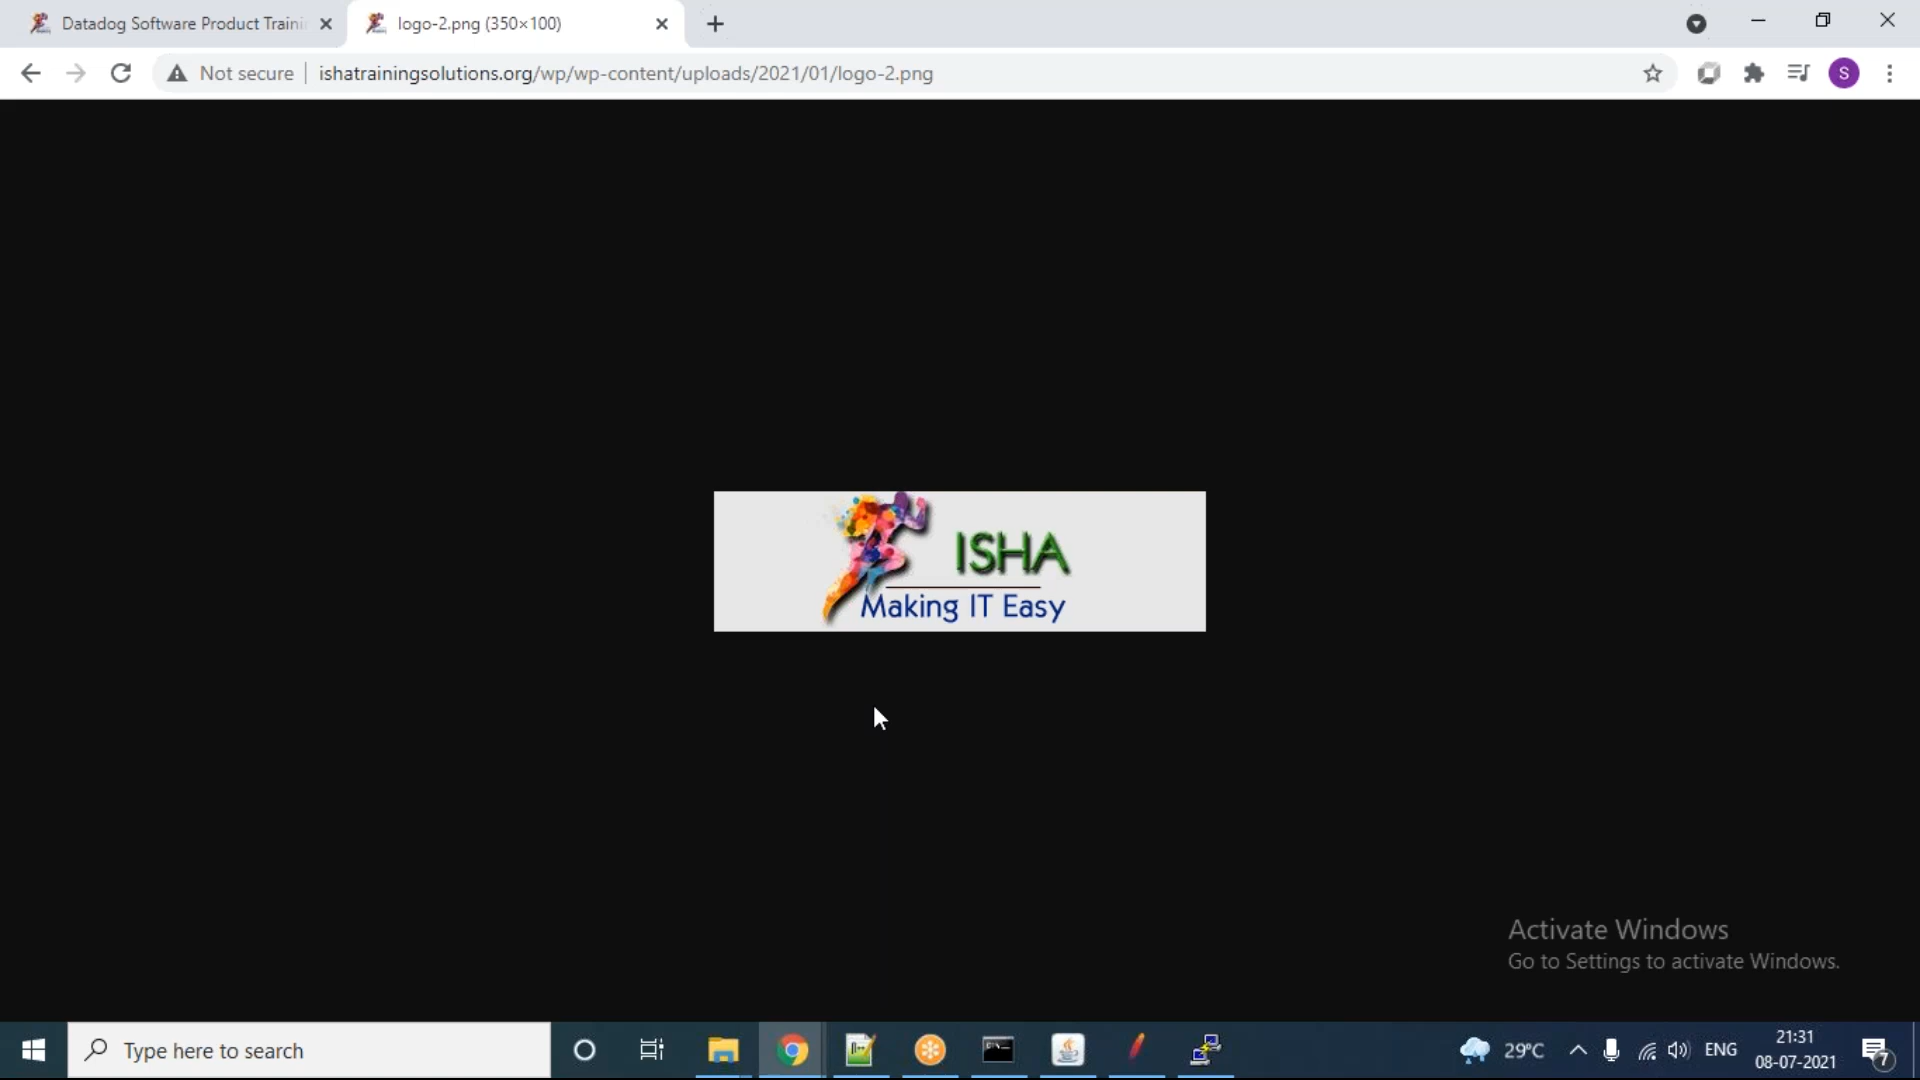 Datadog Software Product Traini
logo-2.png (350×100)
Not secure
ishatrainingsolutions.org/wp/wp-content/uploads/2021/01/logo-2.png
S
ISHA
Making IT Easy
Activate Windows
Go to Settings to activate Windows.
Type here to search
29°C
ENG
21:31
08-07-2021
7